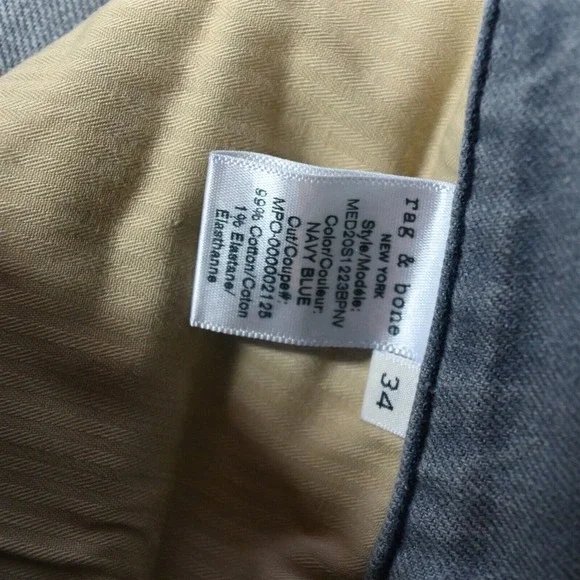 rag & bone
NEW YORK
Style/Modèle:
MED20S1223BPNV
Color/Couleur:
NAVY BLUE
Cut/Coupe#:
MPO-000002125
99% Cotton/Coton
1% Elastane/
Elasthanne
34